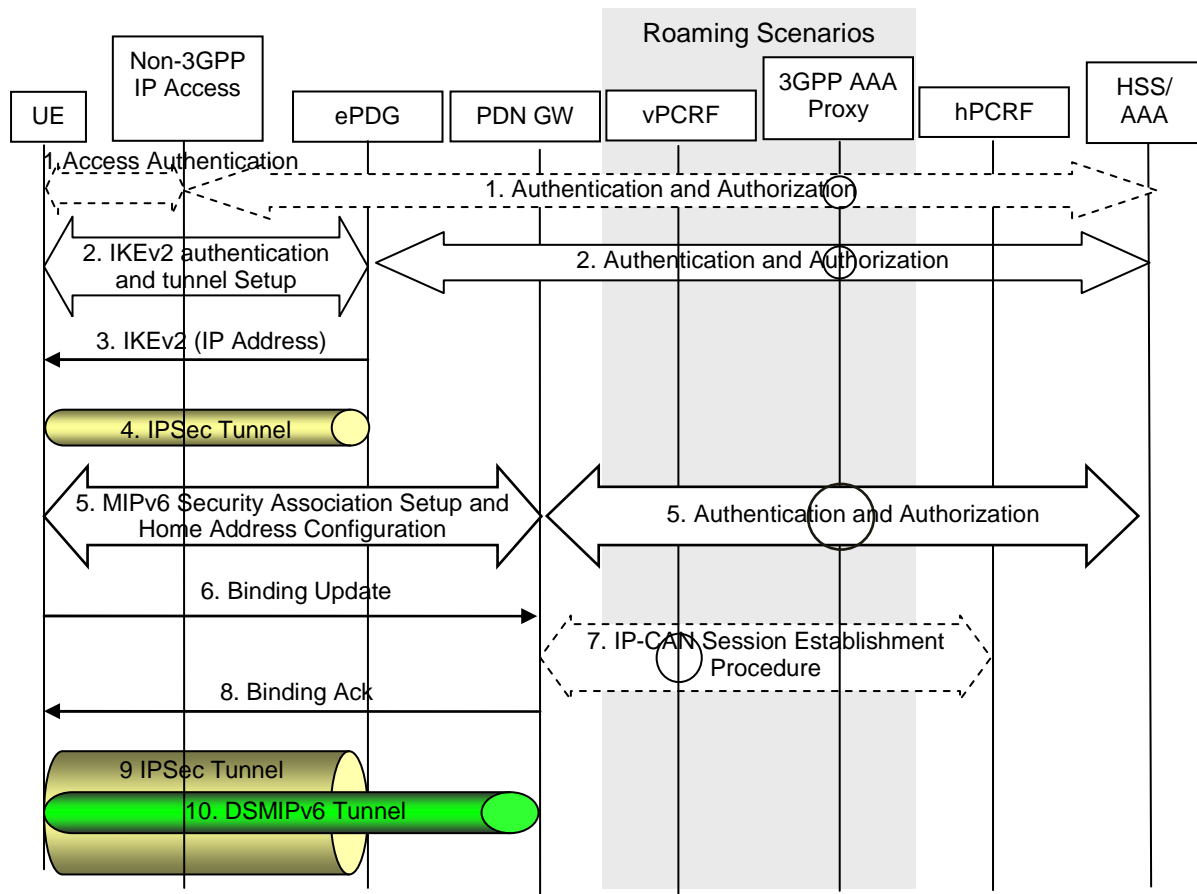 Roaming Scenarios
Non-3GPP
IP Access
3GPP AAA
Proxy
HSS/
AAA
UE
ePDG
PDN GW
vPCRF
hPCRF
1.Access Authentication
1. Authentication and Authorization
2. IKEv2 authentication
and tunnel Setup
2. Authentication and Authorization
3. IKEv2 (IP Address)
4. IPSec Tunnel
5. MIPv6 Security Association Setup and
Home Address Configuration
5. Authentication and Authorization
6. Binding Update
7. IP-CAN Session Establishment
Procedure
8. Binding Ack
9 IPSec Tunnel
10. DSMIPv6 Tunnel